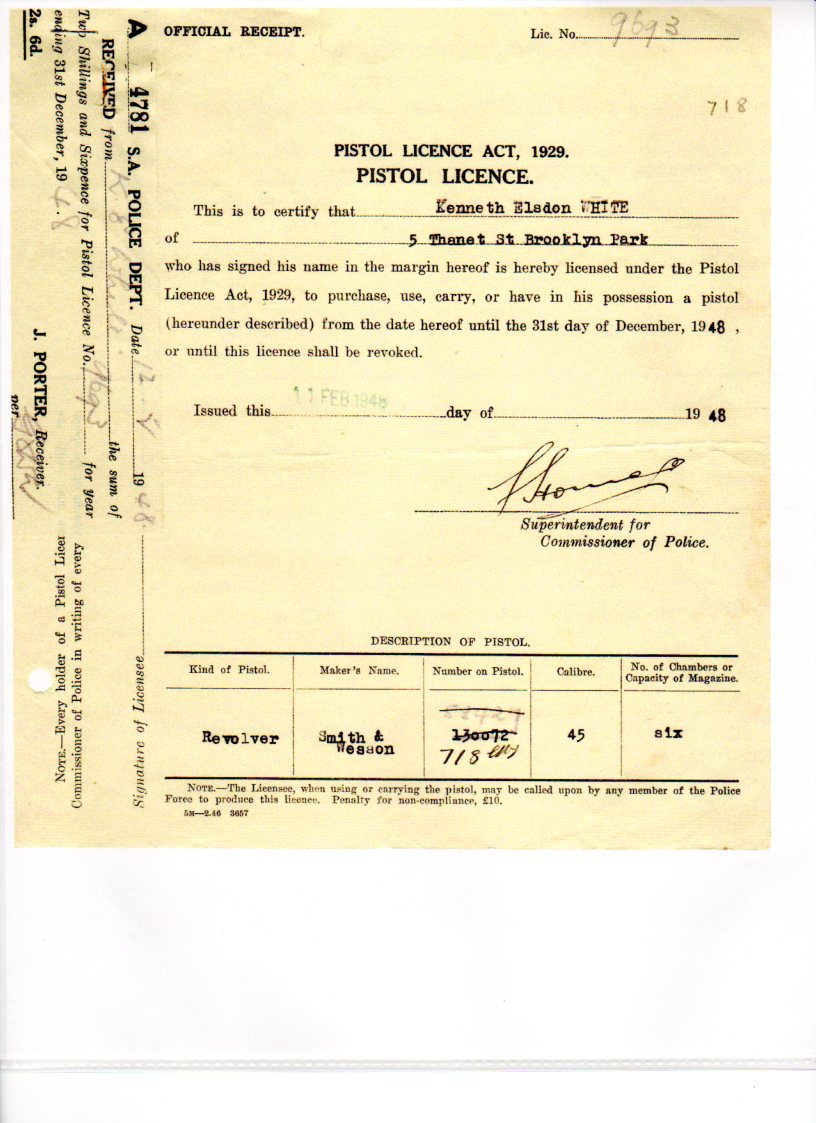 OFFICIAL RECEIPT.
Lic. No. 9693
718
PISTOL LICENCE ACT, 1929.
PISTOL LICENCE.
This is to certify that Kenneth Elsdon WHITE
of 5 Thanet St Brooklyn Park
who has signed his name in the margin hereof is hereby licensed under the Pistol
Licence Act, 1929, to purchase, use, carry, or have in his possession a pistol
(hereunder described) from the date hereof until the 31st day of December, 1948 ,
or until this licence shall be revoked.
Issued this 11 FEB 1948 day of 19 48
Superintendent for
Commissioner of Police.
DESCRIPTION OF PISTOL.
Kind of Pistol. Maker's Name. Number on Pistol. Calibre. No. of Chambers or
Capacity of Magazine.
Revolver Smith & 130072 45 six
Wesson 718
NOTE.—The Licensee, when using or carrying the pistol, may be called upon by any member of the Police
Force to produce this licence. Penalty for non-compliance, £10.
5M—2.46 3657
A 4781 S.A. POLICE DEPT. Date 12 - 19 48
RECEIVED from K E White the sum of
Two Shillings and Sixpence for Pistol Licence No. 9693 for year
ending 31st December, 19 48.
2s. 6d.
J. PORTER, Receiver.
per
Signature of Licensee
NOTE.—Every holder of a Pistol Licen
Commissioner of Police in writing of every